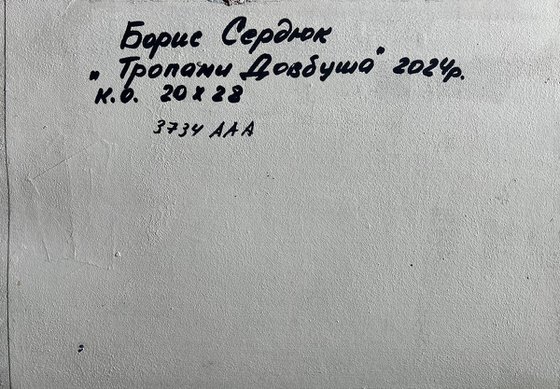 Борис Сердюк
„Тропами Довбуша" 2024р.
к.о. 20х28
3734 ААА